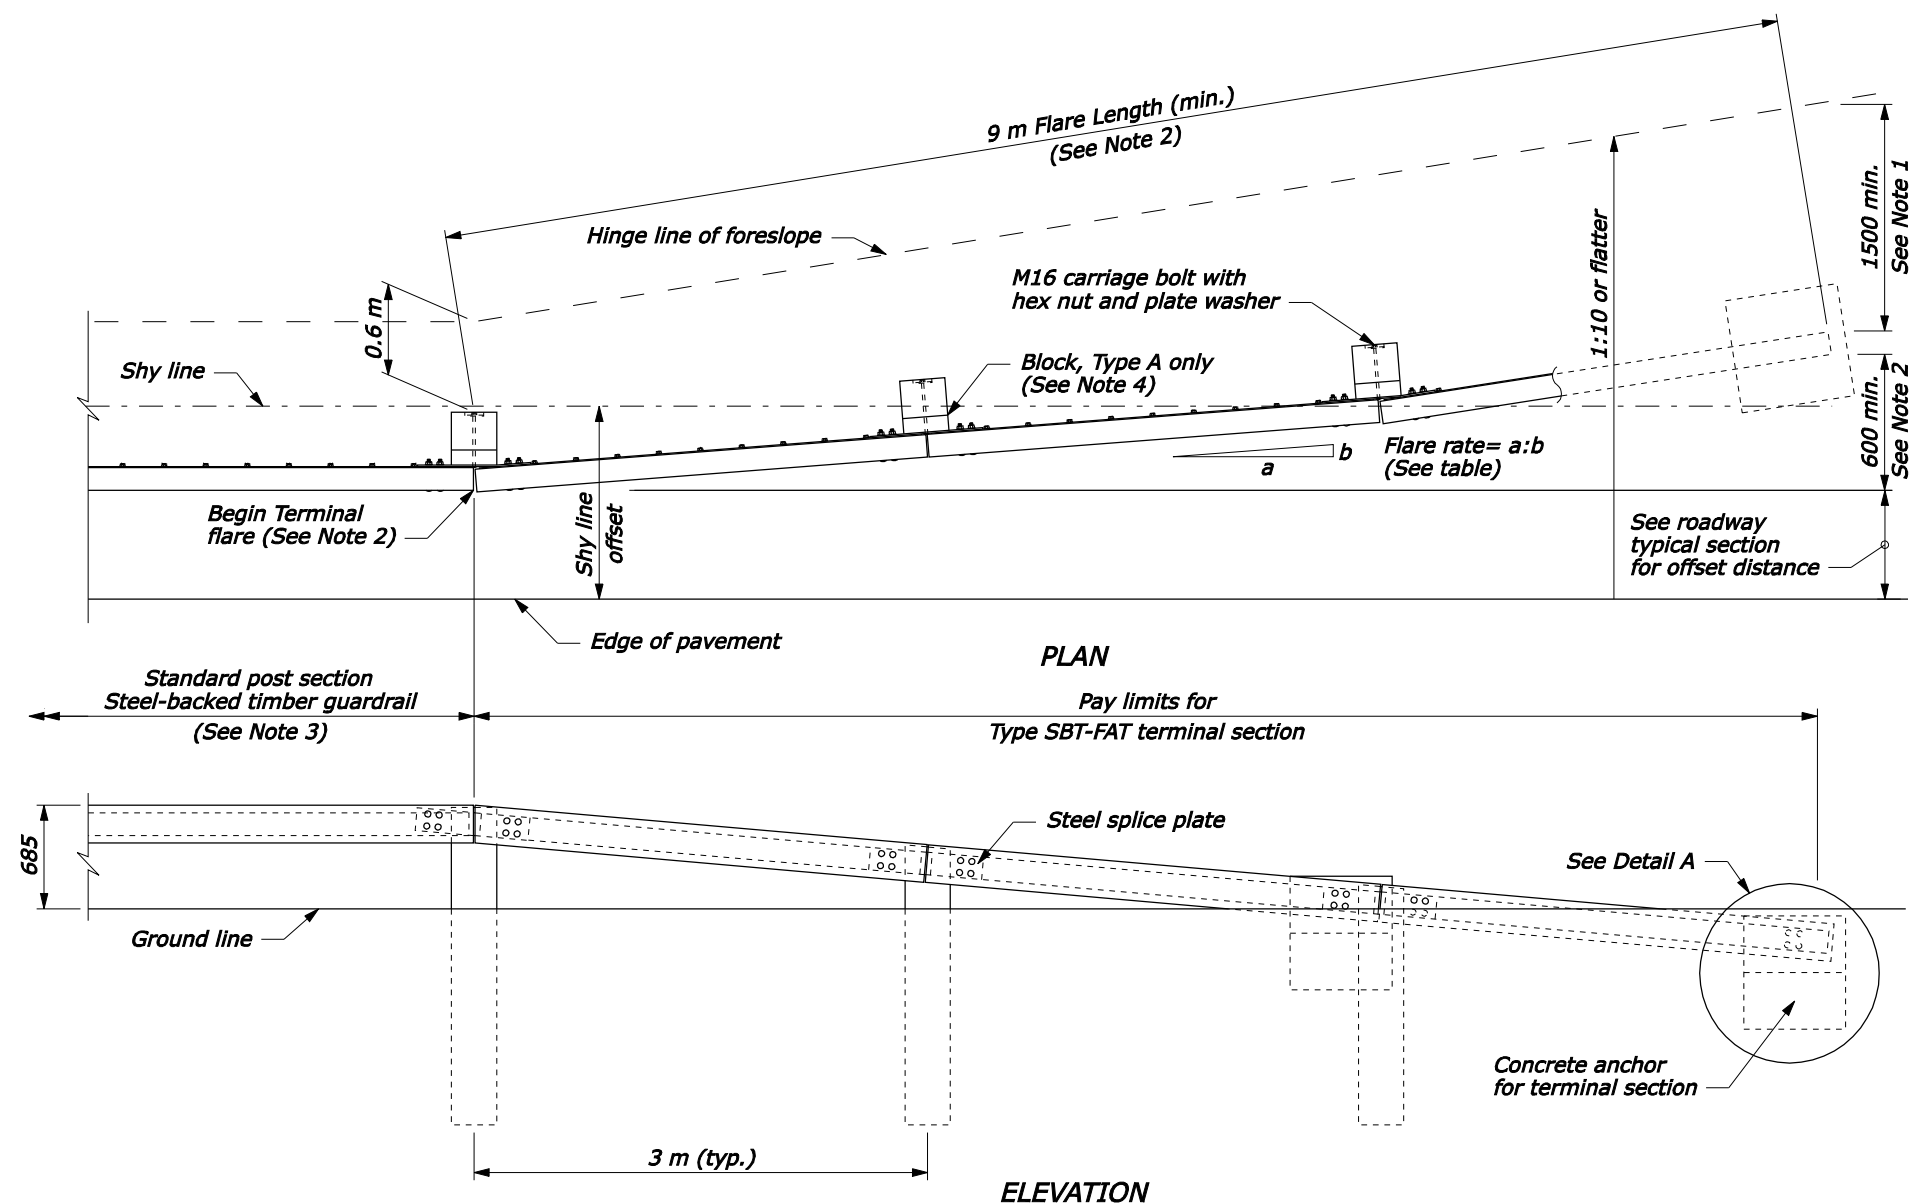 9 m Flare Length (min.)
(See Note 2)
1500 min.
See Note 1
Hinge line of foreslope
M16 carriage bolt with
hex nut and plate washer
1:10 or flatter
0.6 m
Shy line
Block, Type A only
(See Note 4)
600 min.
See Note 2
Flare rate= a:b
(See table)
a
b
Begin Terminal
flare (See Note 2)
Shy line
offset
See roadway
typical section
for offset distance
Edge of pavement
PLAN
Standard post section
Steel-backed timber guardrail
(See Note 3)
Pay limits for
Type SBT-FAT terminal section
685
Steel splice plate
See Detail A
Ground line
Concrete anchor
for terminal section
3 m (typ.)
ELEVATION